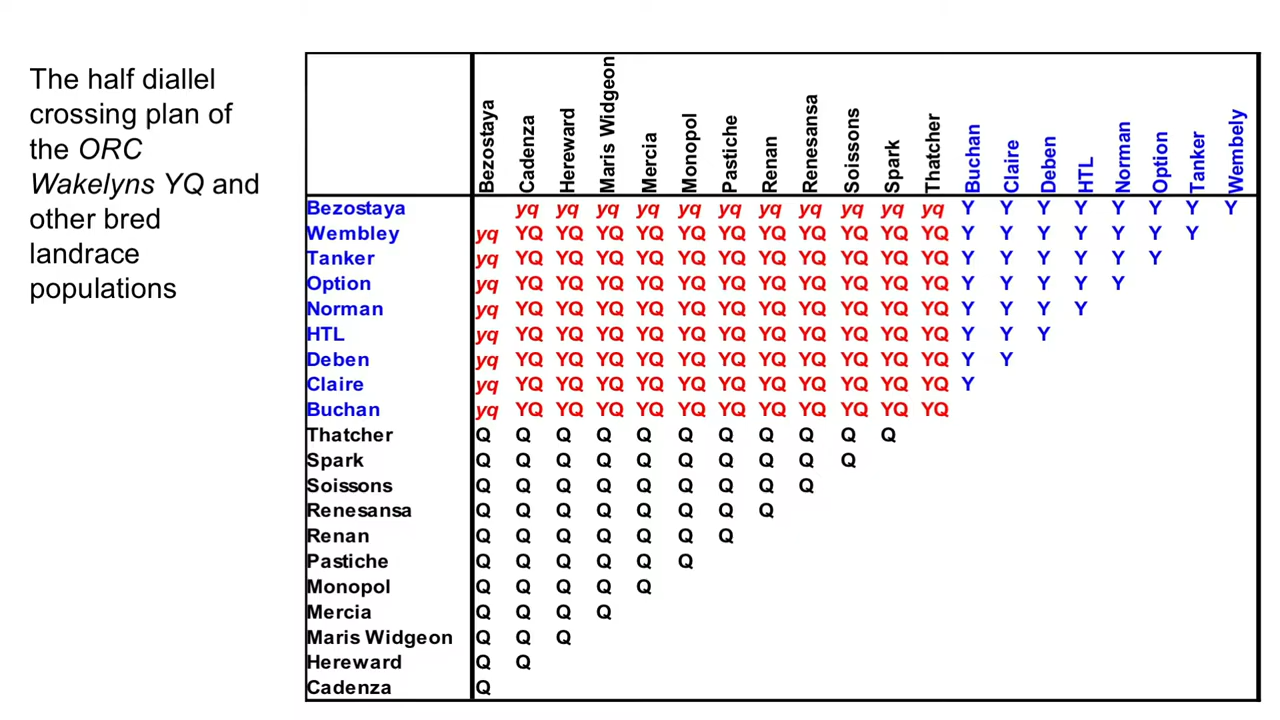 The half diallel
crossing plan of
the ORC
Wakelyns YQ and
other bred
landrace
populations
Bezostaya Cadenza Hereward Maris Widgeon Mercia Monopol Pastiche Renan Renesansa Soissons Spark Thatcher Buchan Claire Deben HTL Norman Option Tanker Wembely
Bezostaya yq yq yq yq yq yq yq yq yq yq yq Y Y Y Y Y Y Y Y
Wembley yq YQ YQ YQ YQ YQ YQ YQ YQ YQ YQ YQ Y Y Y Y Y Y Y
Tanker yq YQ YQ YQ YQ YQ YQ YQ YQ YQ YQ YQ Y Y Y Y Y Y
Option yq YQ YQ YQ YQ YQ YQ YQ YQ YQ YQ YQ Y Y Y Y Y
Norman yq YQ YQ YQ YQ YQ YQ YQ YQ YQ YQ YQ Y Y Y Y
HTL yq YQ YQ YQ YQ YQ YQ YQ YQ YQ YQ YQ Y Y Y
Deben yq YQ YQ YQ YQ YQ YQ YQ YQ YQ YQ YQ Y Y
Claire yq YQ YQ YQ YQ YQ YQ YQ YQ YQ YQ YQ Y
Buchan yq YQ YQ YQ YQ YQ YQ YQ YQ YQ YQ YQ
Thatcher Q Q Q Q Q Q Q Q Q Q Q
Spark Q Q Q Q Q Q Q Q Q Q
Soissons Q Q Q Q Q Q Q Q Q
Renesansa Q Q Q Q Q Q Q Q
Renan Q Q Q Q Q Q Q
Pastiche Q Q Q Q Q Q
Monopol Q Q Q Q Q
Mercia Q Q Q Q
Maris Widgeon Q Q Q
Hereward Q Q
Cadenza Q